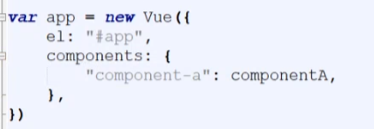 var app = new Vue({
    el: "#app",
    components: {
        "component-a": componentA,
    },
})